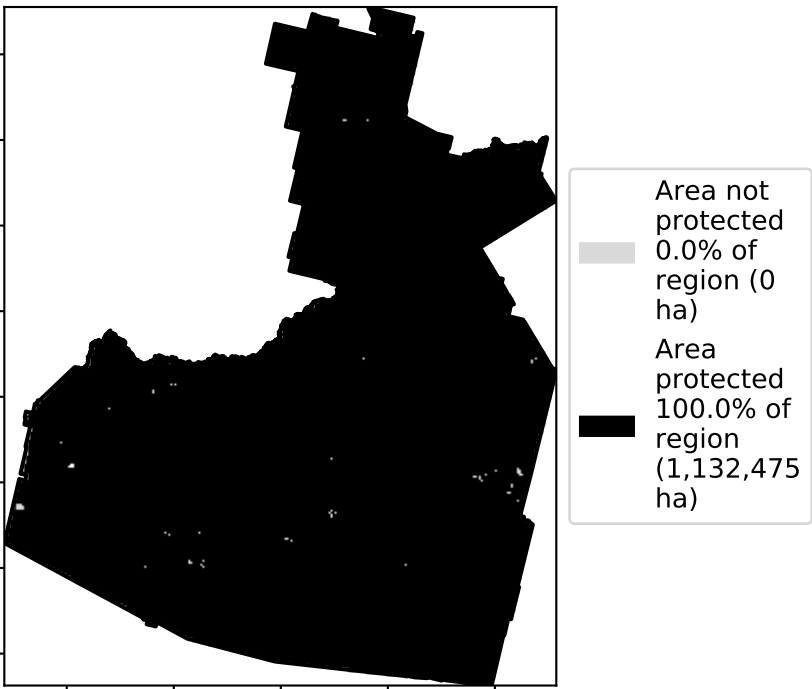 Area not
protected
0.0% of
region (0
ha)
Area
protected
100.0% of
region
(1,132,475
ha)